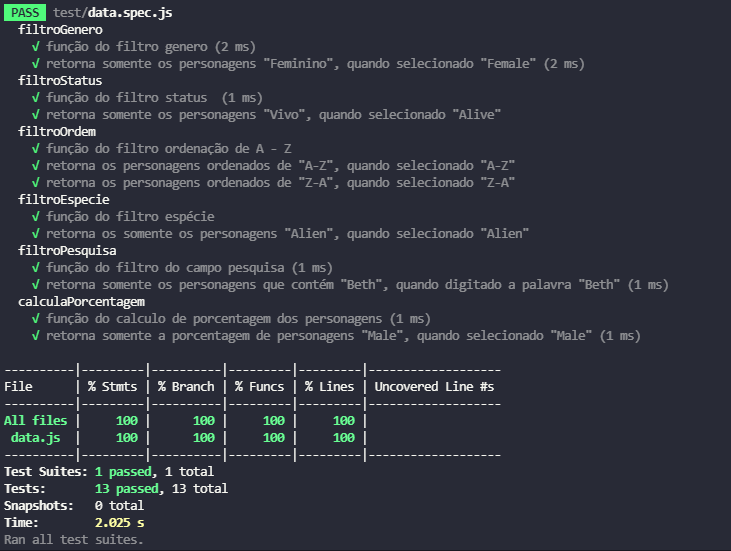 PASS test/data.spec.js
filtroGenero
√ função do filtro genero (2 ms)
√ retorna somente os personagens "Feminino", quando selecionado "Female" (2 ms)
filtroStatus
√ função do filtro status  (1 ms)
√ retorna somente os personagens "Vivo", quando selecionado "Alive"
filtroOrdem
√ função do filtro ordenação de A - Z
√ retorna os personagens ordenados de "A-Z", quando selecionado "A-Z"
√ retorna os personagens ordenados de "Z-A", quando selecionado "Z-A"
filtroEspecie
√ função do filtro espécie
√ retorna os somente os personagens "Alien", quando selecionado "Alien"
filtroPesquisa
√ função do filtro do campo pesquisa (1 ms)
√ retorna somente os personagens que contém "Beth", quando digitado a palavra "Beth" (1 ms)
calculaPorcentagem
√ função do calculo de porcentagem dos personagens (1 ms)
√ retorna somente a porcentagem de personagens "Male", quando selecionado "Male" (1 ms)
----------|---------|----------|---------|---------|-------------------
File      | % Stmts | % Branch | % Funcs | % Lines | Uncovered Line #s
----------|---------|----------|---------|---------|-------------------
All files |     100 |      100 |     100 |     100 |
 data.js  |     100 |      100 |     100 |     100 |
----------|---------|----------|---------|---------|-------------------
Test Suites: 1 passed, 1 total
Tests:       13 passed, 13 total
Snapshots:   0 total
Time:        2.025 s
Ran all test suites.